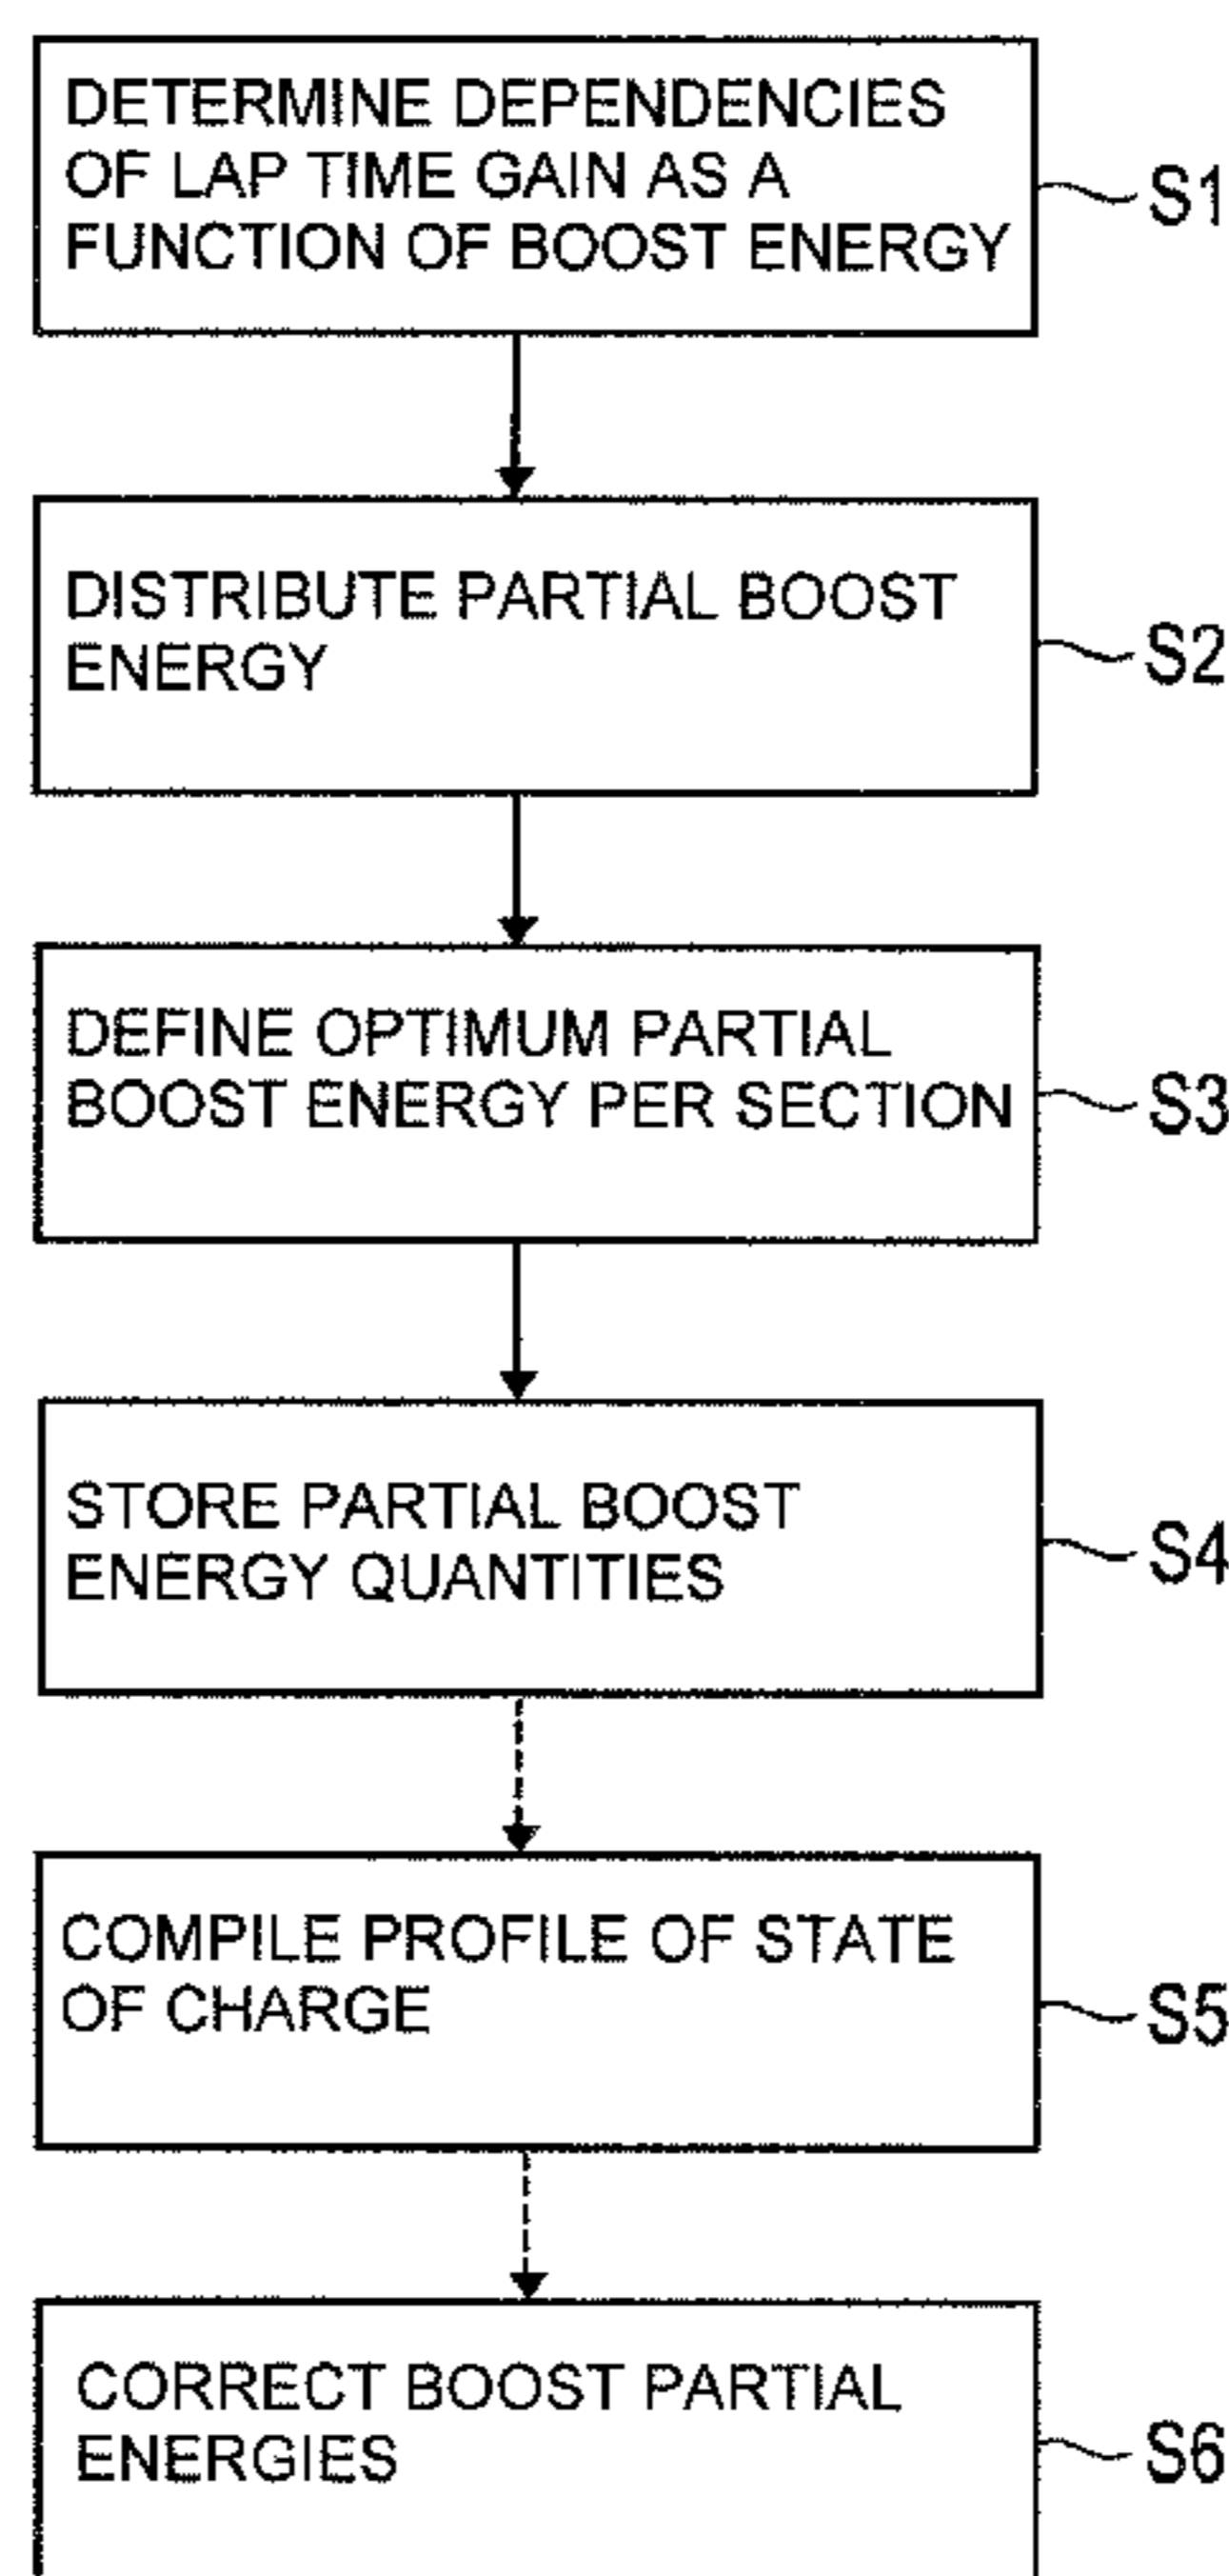 DETERMINE DEPENDENCIES
OF LAP TIME GAIN AS A
FUNCTION OF BOOST ENERGY
S1
DISTRIBUTE PARTIAL BOOST
ENERGY
S2
DEFINE OPTIMUM PARTIAL
BOOST ENERGY PER SECTION
S3
STORE PARTIAL BOOST
ENERGY QUANTITIES
S4
COMPILE PROFILE OF STATE
OF CHARGE
S5
CORRECT BOOST PARTIAL
ENERGIES
S6